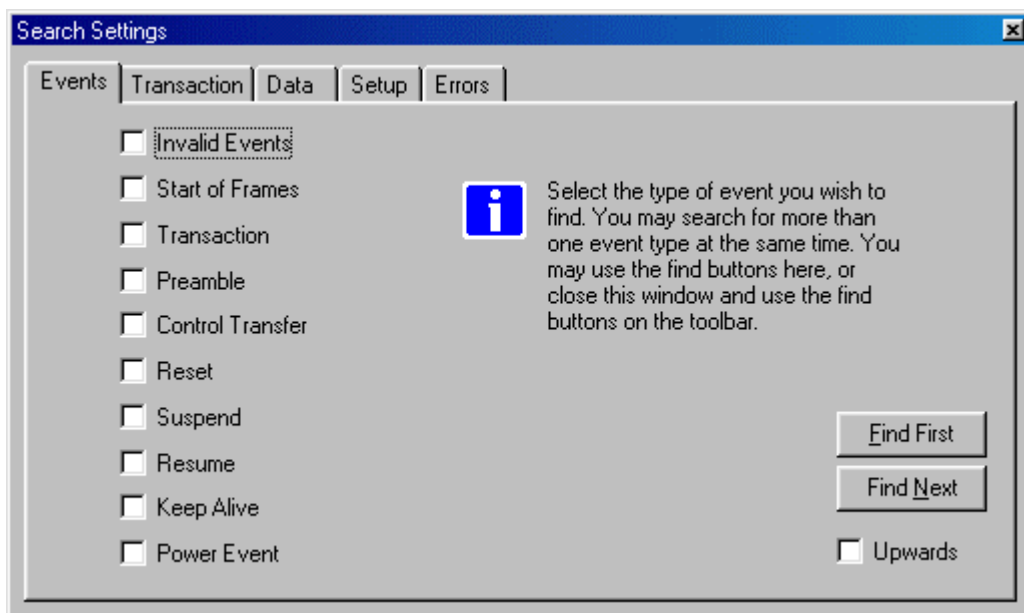 Search Settings
Events Transaction Data Setup Errors
Invalid Events
Start of Frames
Transaction
Preamble
Control Transfer
Reset
Suspend
Resume
Keep Alive
Power Event
Select the type of event you wish to
find. You may search for more than
one event type at the same time. You
may use the find buttons here, or
close this window and use the find
buttons on the toolbar.
Find First
Find Next
Upwards